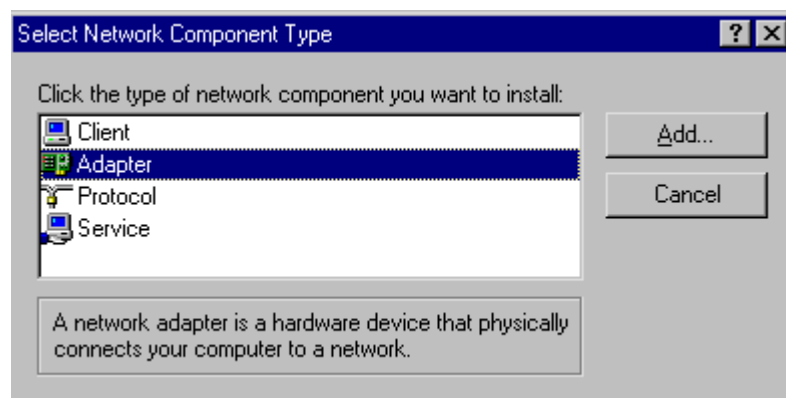 Select Network Component Type
Click the type of network component you want to install:
Client
Adapter
Protocol
Service
Add...
Cancel
A network adapter is a hardware device that physically
connects your computer to a network.